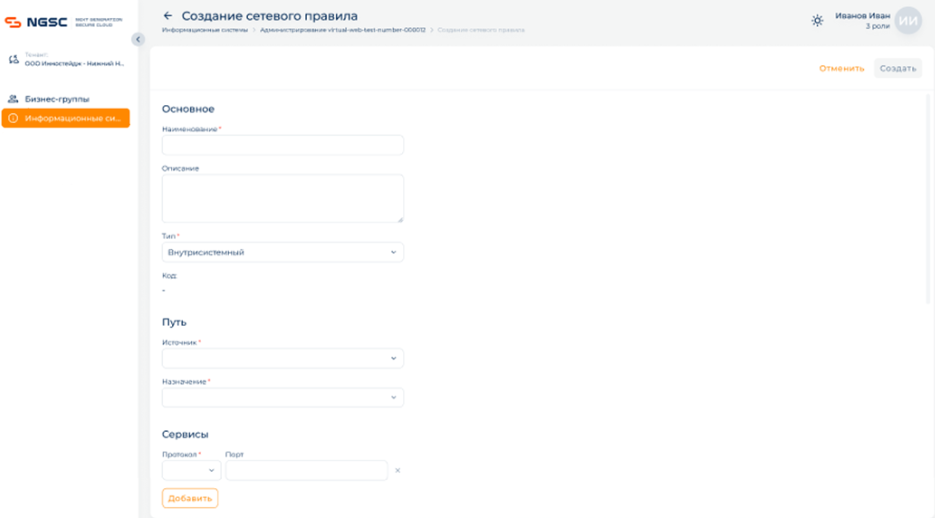 NGSC
NEXT GENERATION
SECURE CLOUD
Тенант:
ООО Инностейдж - Нижний Н...
Бизнес-группы
Информационные си...
← Создание сетевого правила
Информационные системы > Администрирование virtual-web-test-number-008012 > Создание сетевого правила
Иванов Иван
3 роли
ИИ
Отменить
Создать
Основное
Наименование *
Описание
Тип *
Внутрисистемный
Код:
-
Путь
Источник *
Назначение *
Сервисы
Протокол * Порт
Добавить